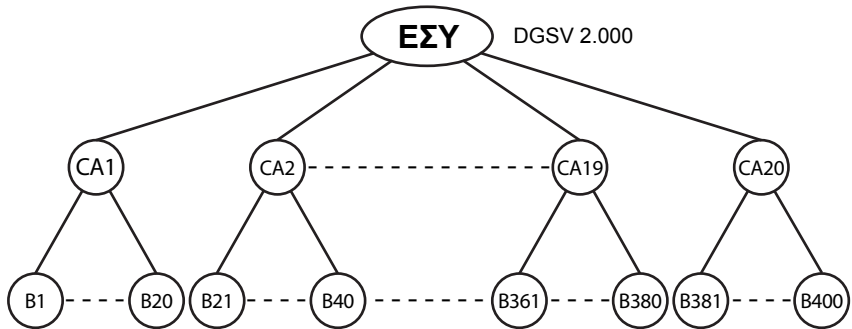 ΕΣΥ DGSV 2.000
CA1 CA2 CA19 CA20
B1 B20 B21 B40 B361 B380 B381 B400